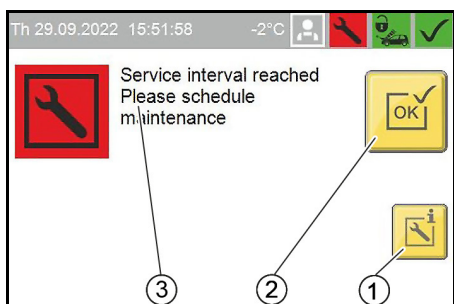 Th 29.09.2022 15:51:58 -2°C
Service interval reached
Please schedule
maintenance
OK
i
3 2 1